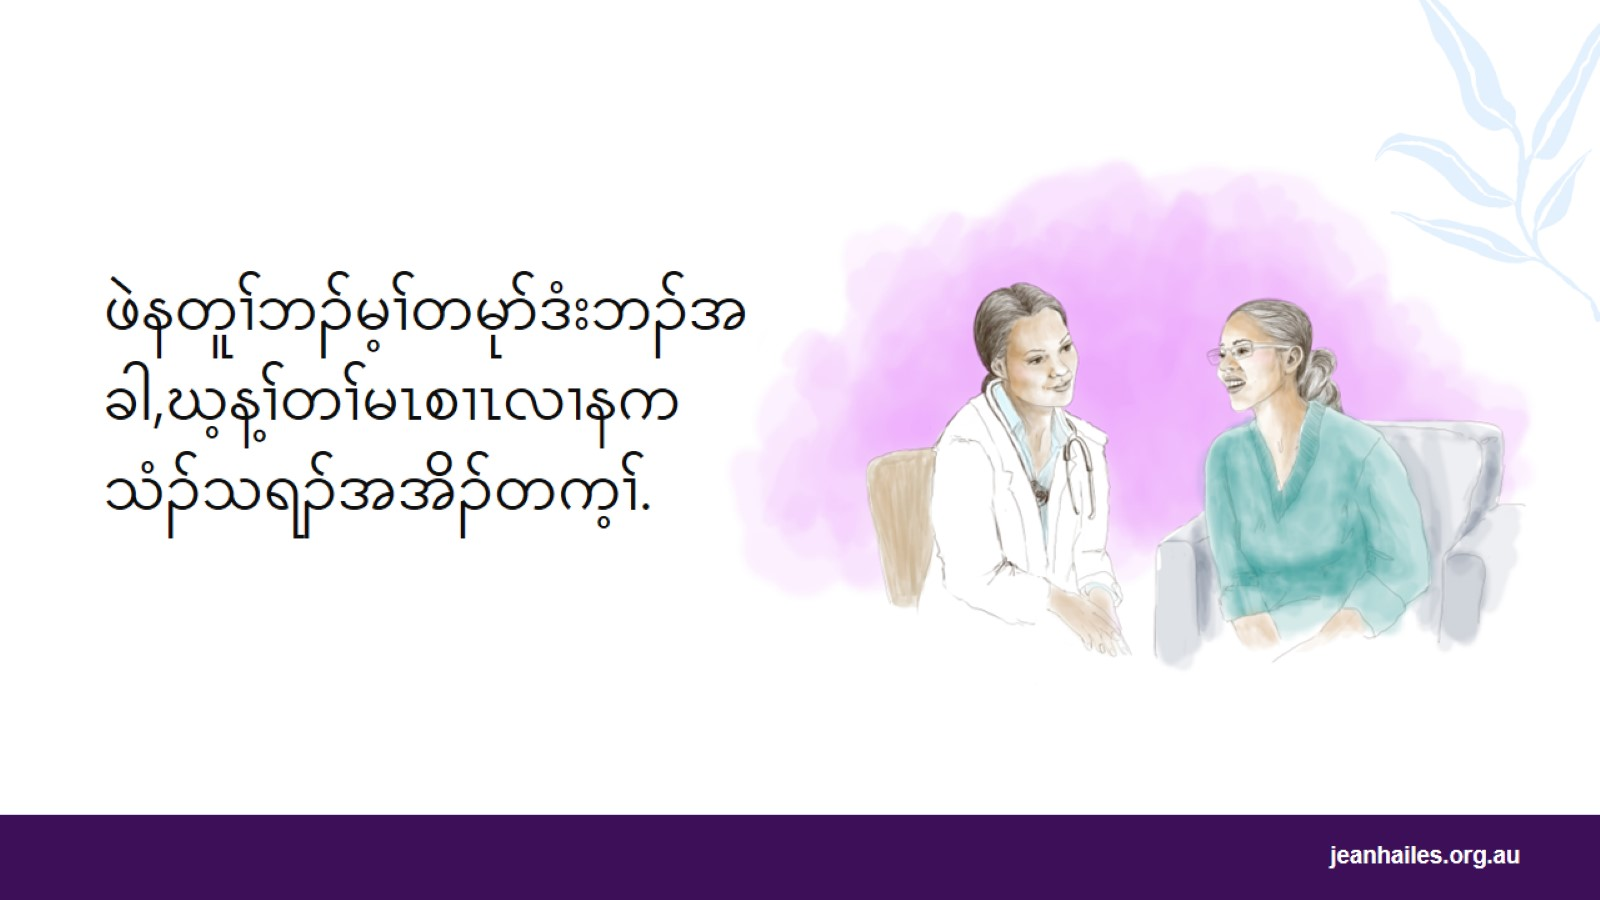 ဖဲနတူၢ်ဘၣ်မ့ၢ်တမုာ်ဒံးဘၣ်အ
ခါ,ဃ့နၢ့်တၢ်မၤစၢၤလၢနက
သံၣ်သရၣ်အအိၣ်တက့ၢ်.
jeanhailes.org.au